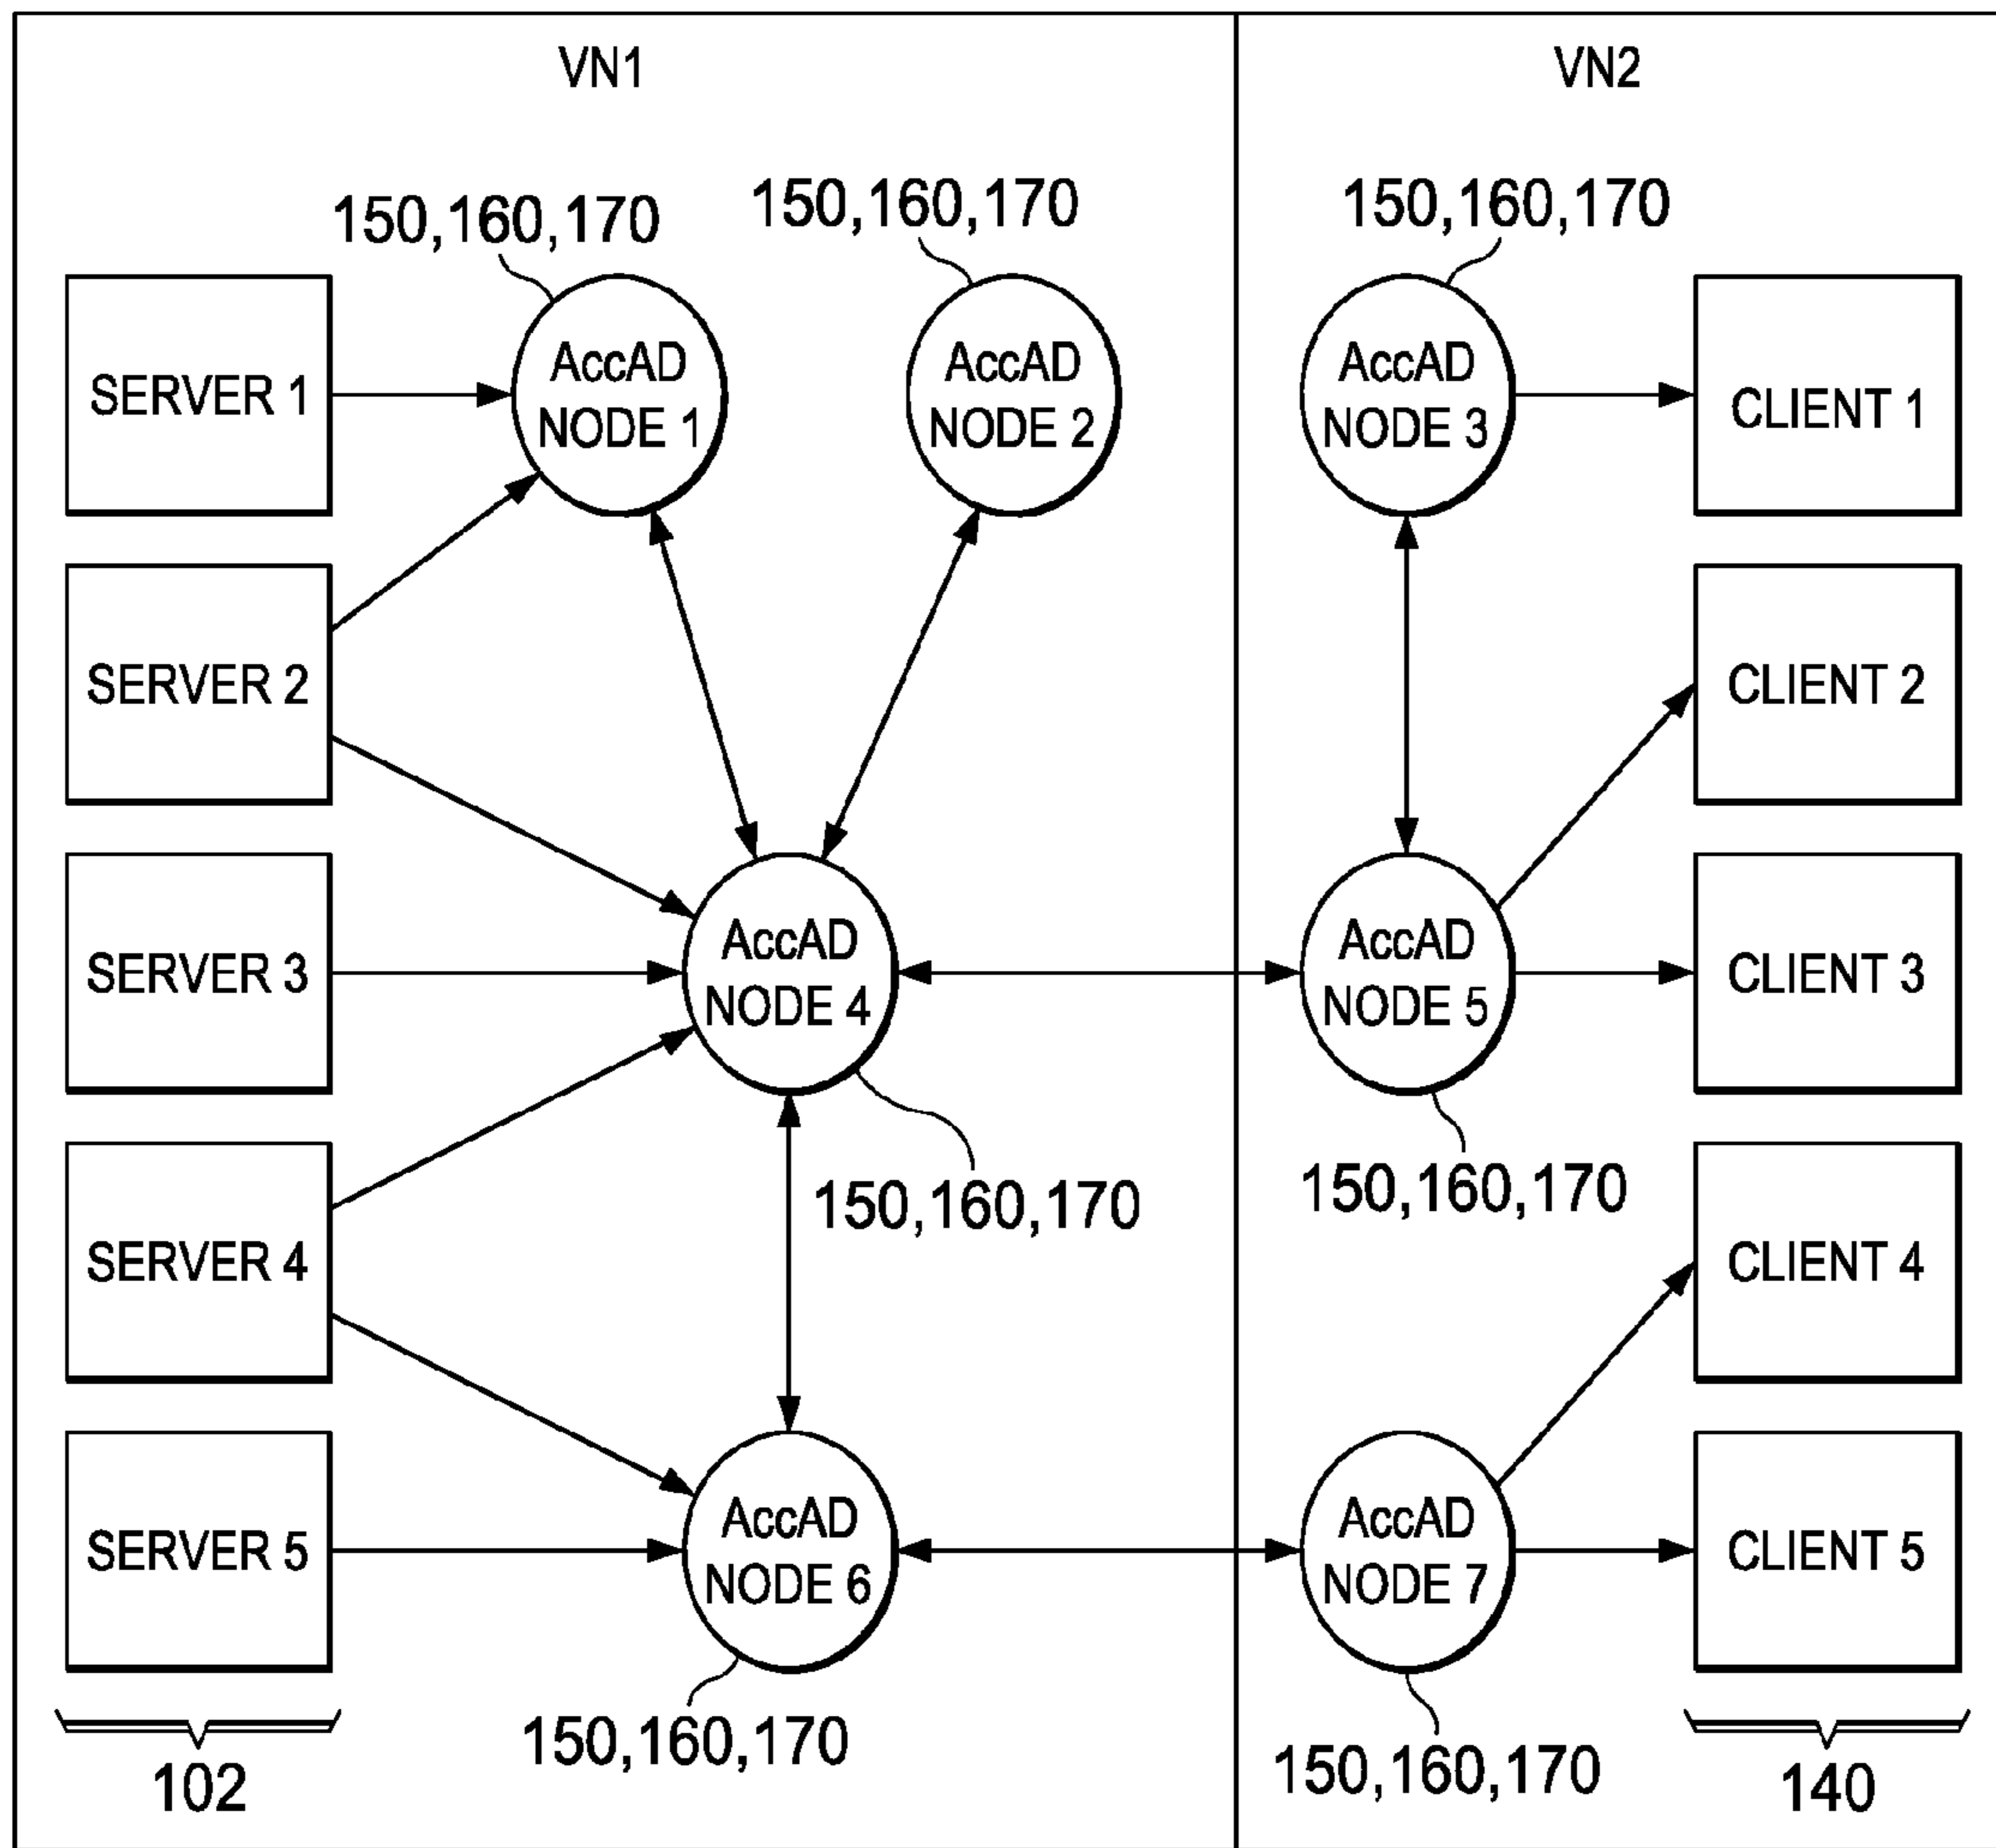 VN1
VN2
150,160,170
150,160,170
150,160,170
SERVER 1
AccAD
NODE 1
AccAD
NODE 2
AccAD
NODE 3
CLIENT 1
SERVER 2
CLIENT 2
SERVER 3
AccAD
NODE 4
AccAD
NODE 5
CLIENT 3
150,160,170
150,160,170
SERVER 4
CLIENT 4
SERVER 5
AccAD
NODE 6
AccAD
NODE 7
CLIENT 5
150,160,170
150,160,170
102
140